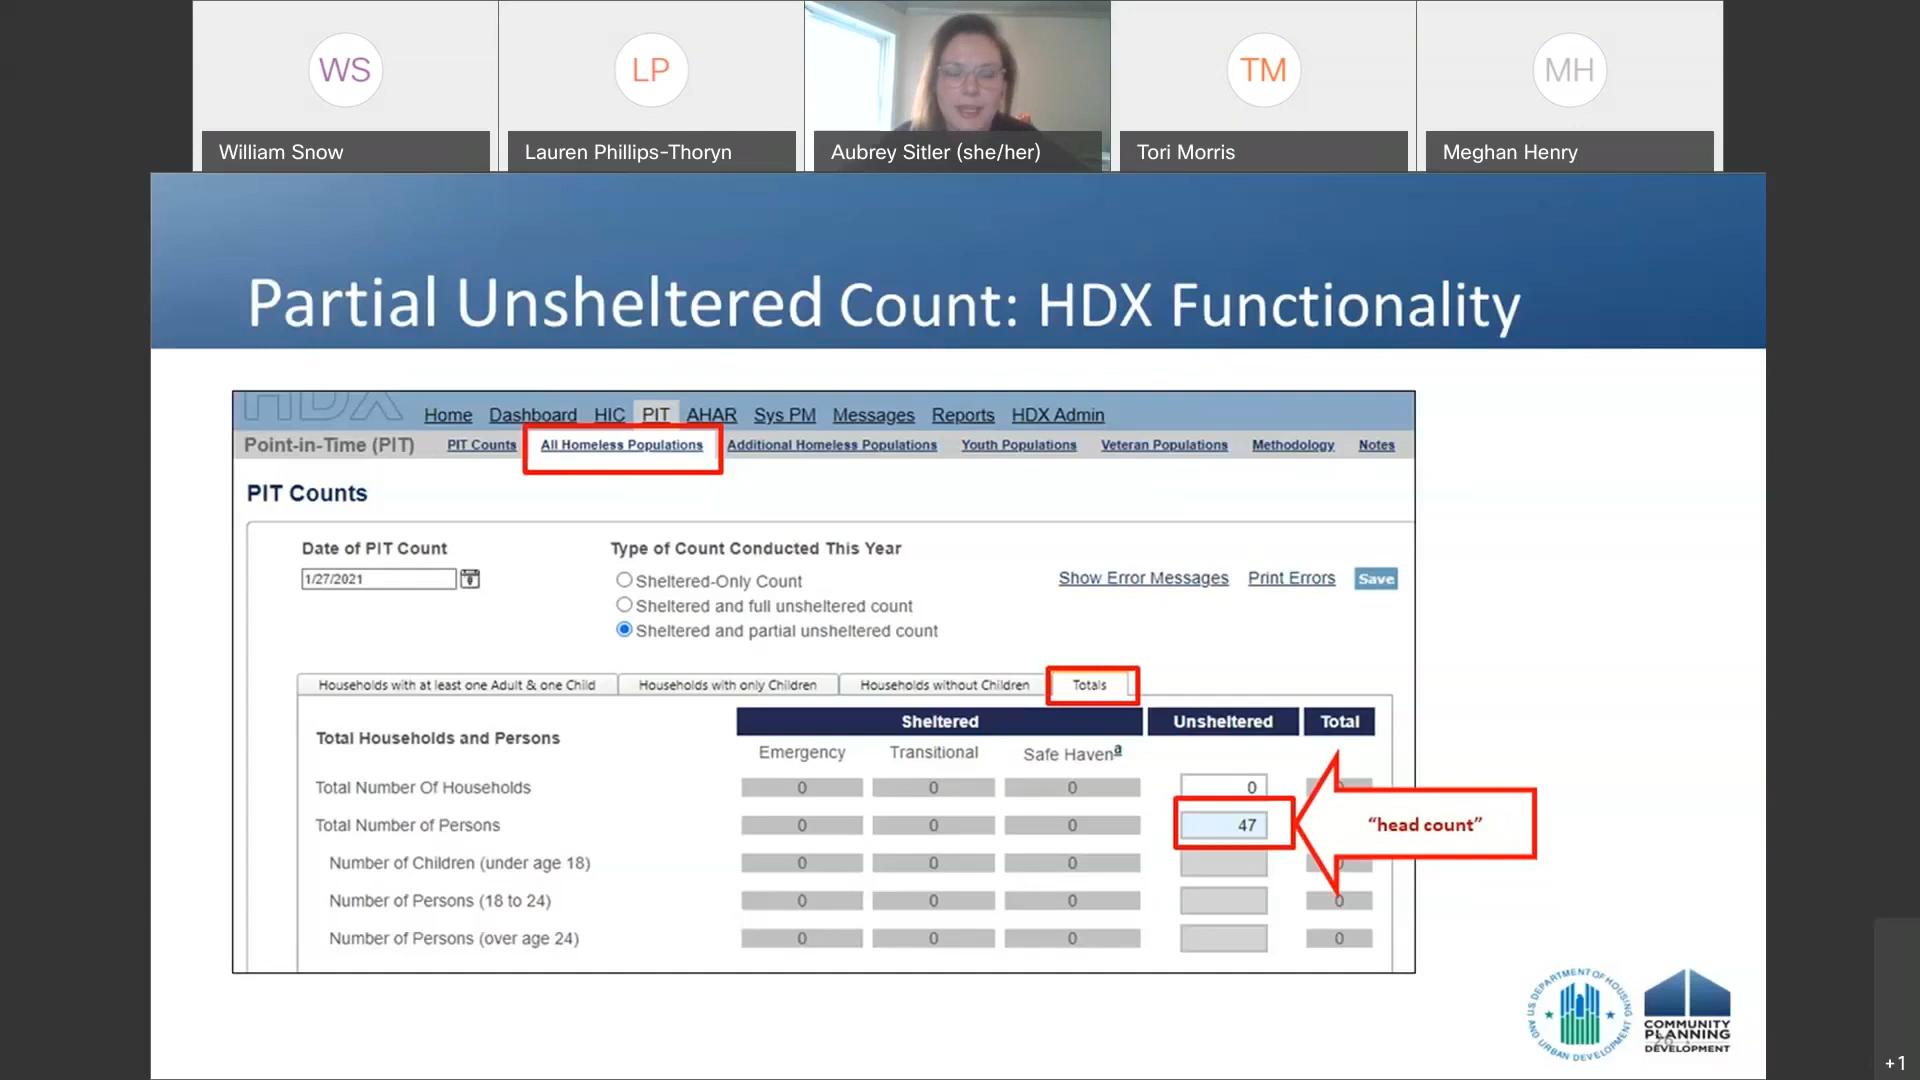 WS
LP
TM
MH
William Snow
Lauren Phillips-Thoryn
Aubrey Sitler (she/her)
Tori Morris
Meghan Henry
Partial Unsheltered Count: HDX Functionality
HDX
Home Dashboard HIC PIT AHAR Sys PM Messages Reports HDX Admin
Point-in-Time (PIT) PIT Counts All Homeless Populations Additional Homeless Populations Youth Populations Veteran Populations Methodology Notes
PIT Counts
Date of PIT Count
1/27/2021
Type of Count Conducted This Year
Sheltered-Only Count
Sheltered and full unsheltered count
Sheltered and partial unsheltered count
Show Error Messages Print Errors Save
Households with at least one Adult & one Child Households with only Children Households without Children Totals
Sheltered Unsheltered Total
Total Households and Persons
Emergency Transitional Safe Haven a
Total Number Of Households 0 0 0 0
Total Number of Persons 0 0 0 47
"head count"
Number of Children (under age 18) 0 0 0
Number of Persons (18 to 24) 0 0 0 0
Number of Persons (over age 24) 0 0 0 0
U.S. DEPARTMENT OF HOUSING
AND URBAN DEVELOPMENT
COMMUNITY
PLANNING
DEVELOPMENT
+1